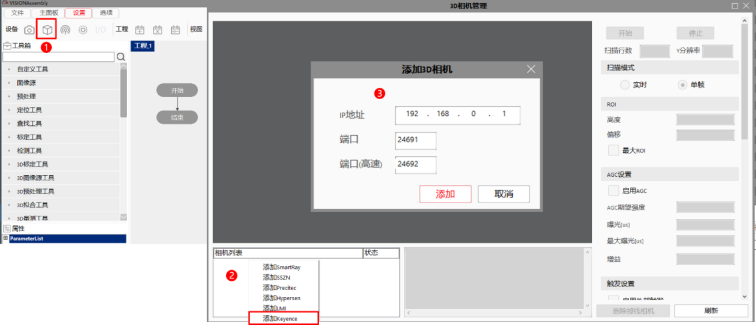 VISIONAssembly
文件 主面板 设置 选项
设备 工程 视图
1
工具箱
自定义工具
图像源
预处理
定位工具
查找工具
标定工具
检测工具
3D标定工具
3D图像源工具
3D预处理工具
3D拟合工具
3D量测工具
属性
ParameterList
工程_1
开始
结束
3D相机管理
添加3D相机
3
IP地址 192 . 168 . 0 . 1
端口 24691
端口(高速) 24692
添加 取消
相机列表 状态
2
添加SmartRay
添加SSZN
添加Precitec
添加Hypersen
添加LMI
添加Keyence
开始 停止
扫描行数 Y分辨率
扫描模式
实时 单帧
ROI
高度
偏移
最大ROI
AGC设置
启用AGC
AGC期望强度
曝光[us]
最大曝光[us]
增益
触发设置
刷新